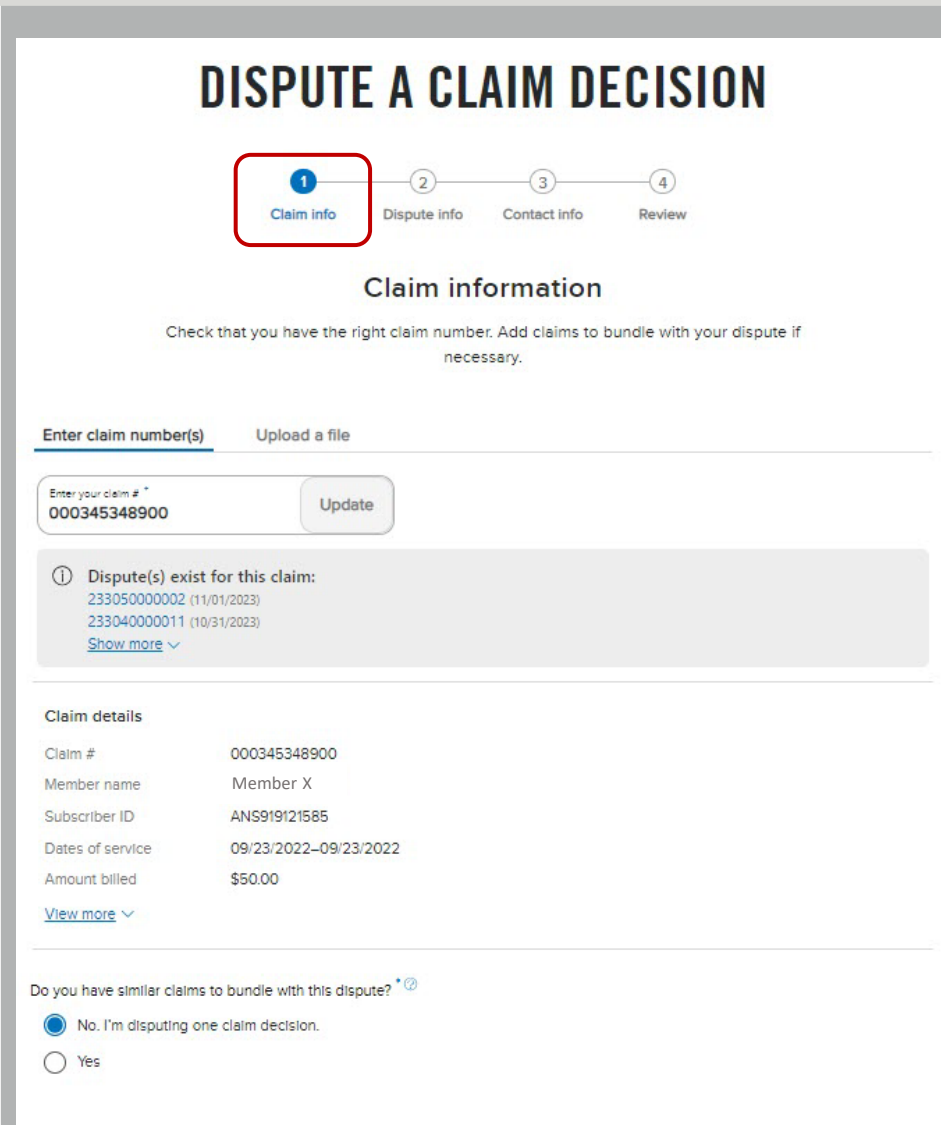 DISPUTE A CLAIM DECISION
1 2 3 4
Claim info Dispute info Contact info Review
Claim information
Check that you have the right claim number. Add claims to bundle with your dispute if
necessary.
Enter claim number(s) Upload a file
Enter your claim # *
000345348900 Update
Dispute(s) exist for this claim:
233050000002 (11/01/2023)
233040000011 (10/31/2023)
Show more
Claim details
Claim # 000345348900
Member name Member X
Subscriber ID ANS919121585
Dates of service 09/23/2022–09/23/2022
Amount billed $50.00
View more
Do you have similar claims to bundle with this dispute? * ?
No. I'm disputing one claim decision.
Yes